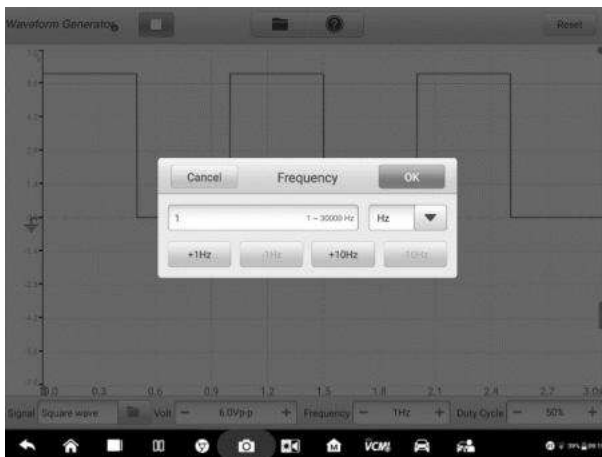 Waveform Generator
Reset
Cancel Frequency OK
1 1 ~ 30000 Hz Hz
+1Hz -1Hz +10Hz -10Hz
0.3 0.6 0.9 1.2 1.5 1.8 2.1 2.4 2.7 3.0
Signal Square wave Volt − 6.0Vp-p + Frequency − 1Hz + Duty Cycle − 50% +
VCMI